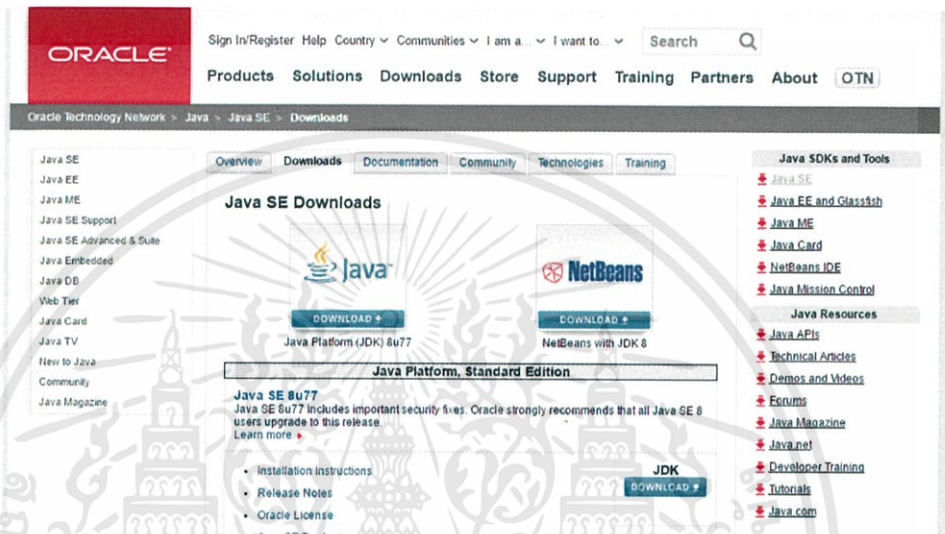 ORACLE
Sign In/Register Help Country Communities I am a... I want to... Search
Products Solutions Downloads Store Support Training Partners About OTN
Oracle Technology Network > Java > Java SE > Downloads
Java SE
Java EE
Java ME
Java SE Support
Java SE Advanced & Suite
Java Embedded
Java DB
Web Tier
Java Card
Java TV
New to Java
Community
Java Magazine
Overview Downloads Documentation Community Technologies Training
Java SE Downloads
Java
DOWNLOAD
Java Platform (JDK) 8u77
NetBeans
DOWNLOAD
NetBeans with JDK 8
Java Platform, Standard Edition
Java SE 8u77
Java SE 8u77 includes important security fixes. Oracle strongly recommends that all Java SE 8
users upgrade to this release.
Learn more
• Installation Instructions
• Release Notes
• Oracle License
JDK
DOWNLOAD
Java SDKs and Tools
Java SE
Java EE and Glassfish
Java ME
Java Card
NetBeans IDE
Java Mission Control
Java Resources
Java APIs
Technical Articles
Demos and Videos
Forums
Java Magazine
Java.net
Developer Training
Tutorials
Java.com